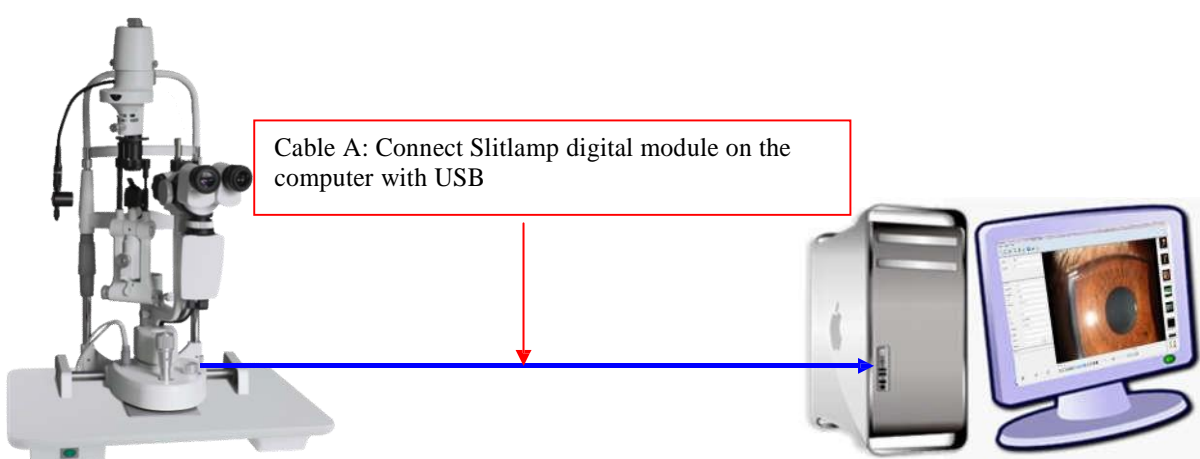 Cable A: Connect Slitlamp digital module on the
computer with USB